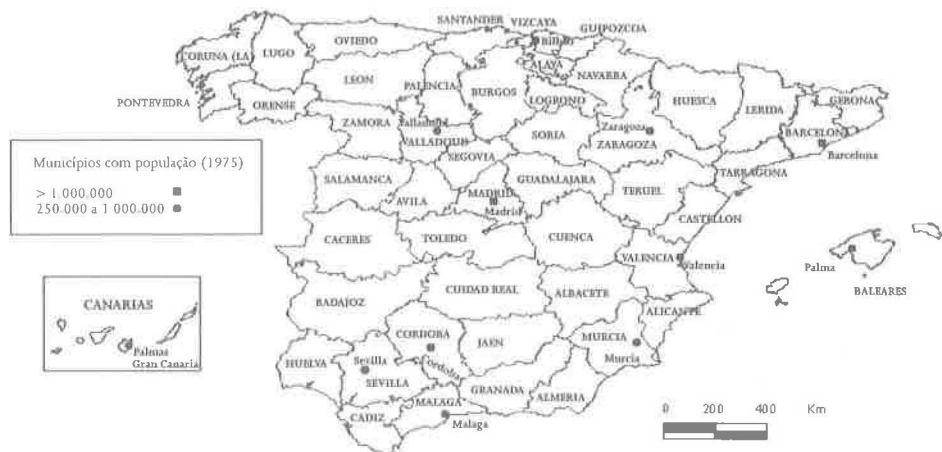 SANTANDER
VIZCAYA
GUIPOZCOA
CORUNA (LA)
LUGO
OVIEDO
Bilbao
ALAVA
NAVARRA
LEON
PALENCIA
BURGOS
LOGRONO
HUESCA
LERIDA
GERONA
PONTEVEDRA
ORENSE
ZAMORA
Valladolid
VALLADOLID
SORIA
Zaragoza
ZARAGOZA
BARCELONA
Barcelona
Municípios com população (1975)
> 1.000.000
250.000 a 1 000.000
SEGOVIA
SALAMANCA
AVILA
MADRID
Madrid
GUADALAJARA
TERUEL
TARRAGONA
CASTELLON
CACERES
TOLEDO
CUENCA
VALENCIA
Valencia
Palma
BALEARES
CANARIAS
Palmas
Gran Canaria
BADAJOZ
CUIDAD REAL
ALBACETE
ALICANTE
CORDOBA
Cordoba
JAEN
MURCIA
Murcia
HUELVA
Sevilla
SEVILLA
GRANADA
ALMERIA
MALAGA
Malaga
CADIZ
0 200 400 Km